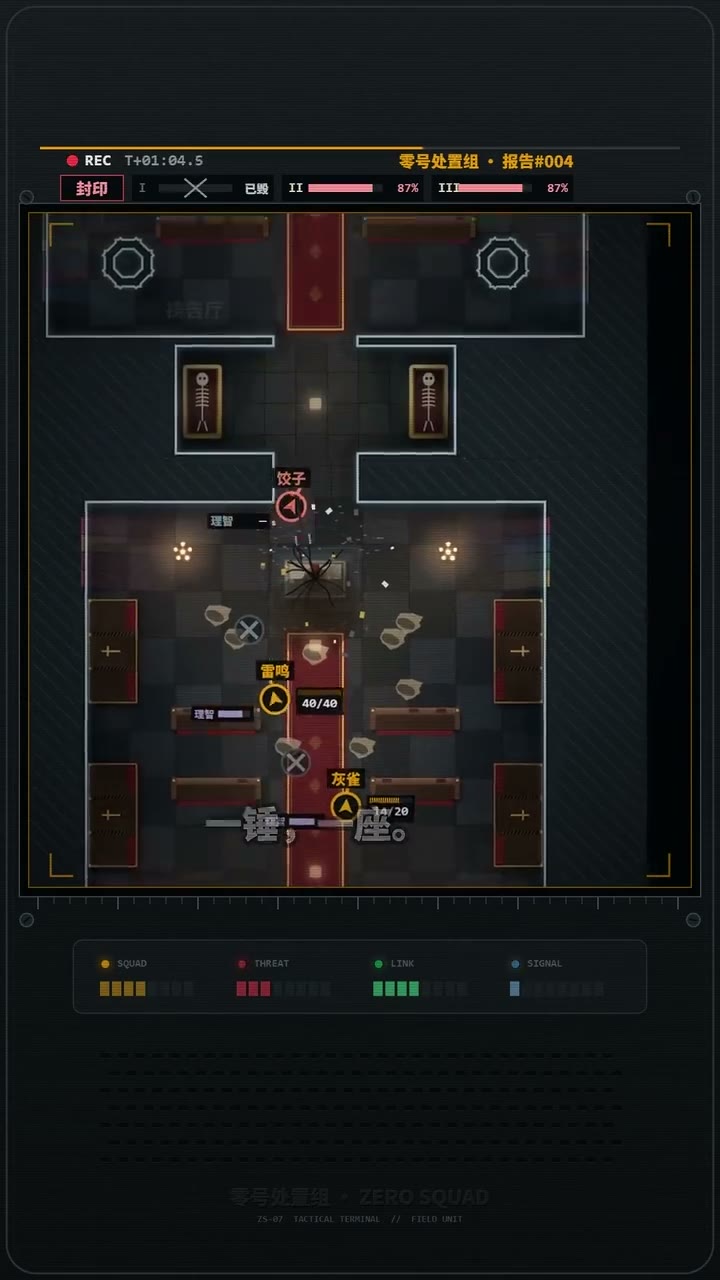 REC T+01:04.5 零号处置组 · 报告#004
封印 I 已毁 II 87% III 87%
祷告厅
饺子
理智
雷鸣
40/40
理智
灰雀
14/20
锤， 座。
SQUAD THREAT LINK SIGNAL
零号处置组 · ZERO SQUAD
ZS-07 TACTICAL TERMINAL // FIELD UNIT